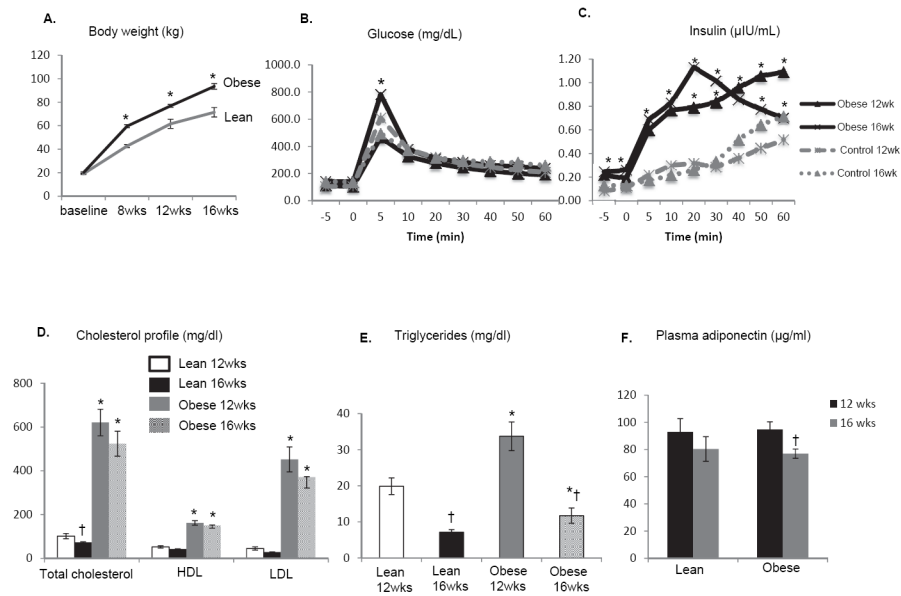 A.
Body weight (kg)
120
100
80
60
40
20
0
*
*
*
Obese
Lean
baseline 8wks 12wks 16wks
B.
Glucose (mg/dL)
1000.0
800.0
600.0
400.0
200.0
0.0
*
-5 0 5 10 20 30 40 50 60
Time (min)
C.
Insulin (µIU/mL)
1.20
1.00
0.80
0.60
0.40
0.20
0.00
* * * * * * * * * * * * *
-5 0 5 10 20 30 40 50 60
Time (min)
Obese 12wk
Obese 16wk
Control 12wk
Control 16wk
D.
Cholesterol profile (mg/dl)
Lean 12wks
Lean 16wks
Obese 12wks
Obese 16wks
800
600
400
200
0
† * * * * * *
Total cholesterol HDL LDL
E.
Triglycerides (mg/dl)
40
30
20
10
0
† * *†
Lean 12wks
Lean 16wks
Obese 12wks
Obese 16wks
F.
Plasma adiponectin (µg/ml)
120
100
80
60
40
20
0
†
12 wks
16 wks
Lean Obese